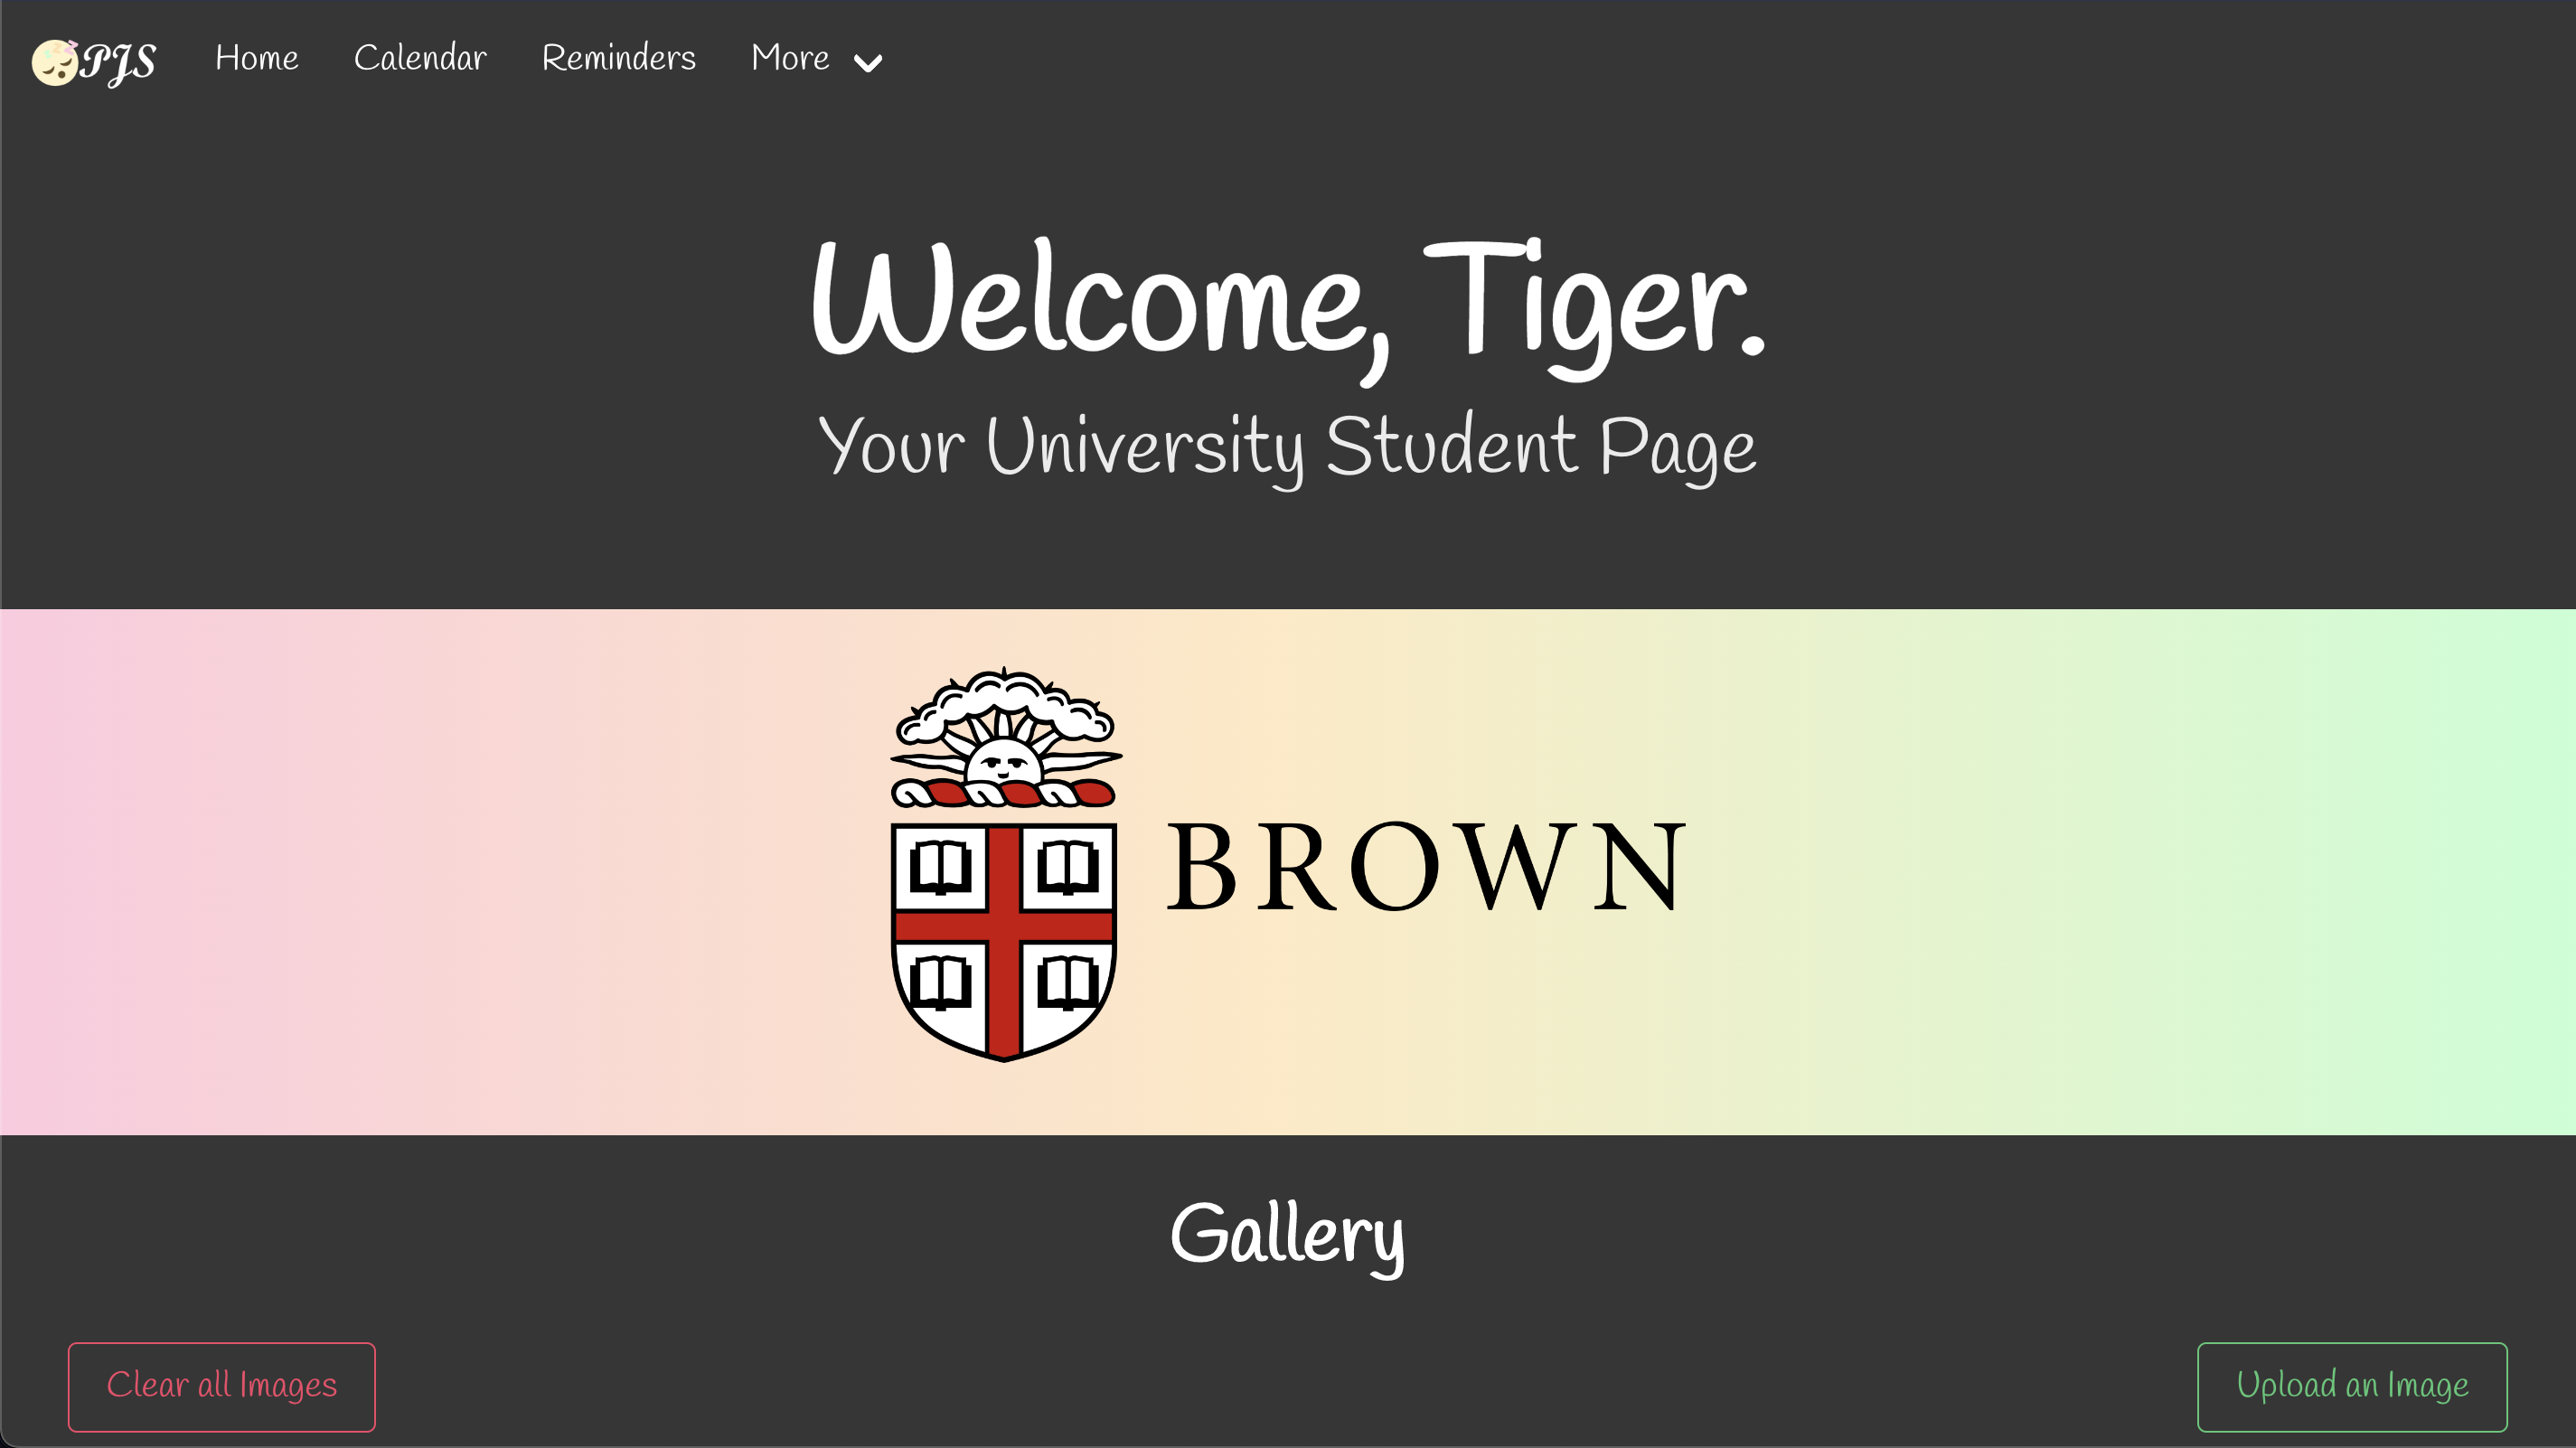 PJS Home Calendar Reminders More
Welcome, Tiger.
Your University Student Page
BROWN
Gallery
Clear all Images Upload an Image